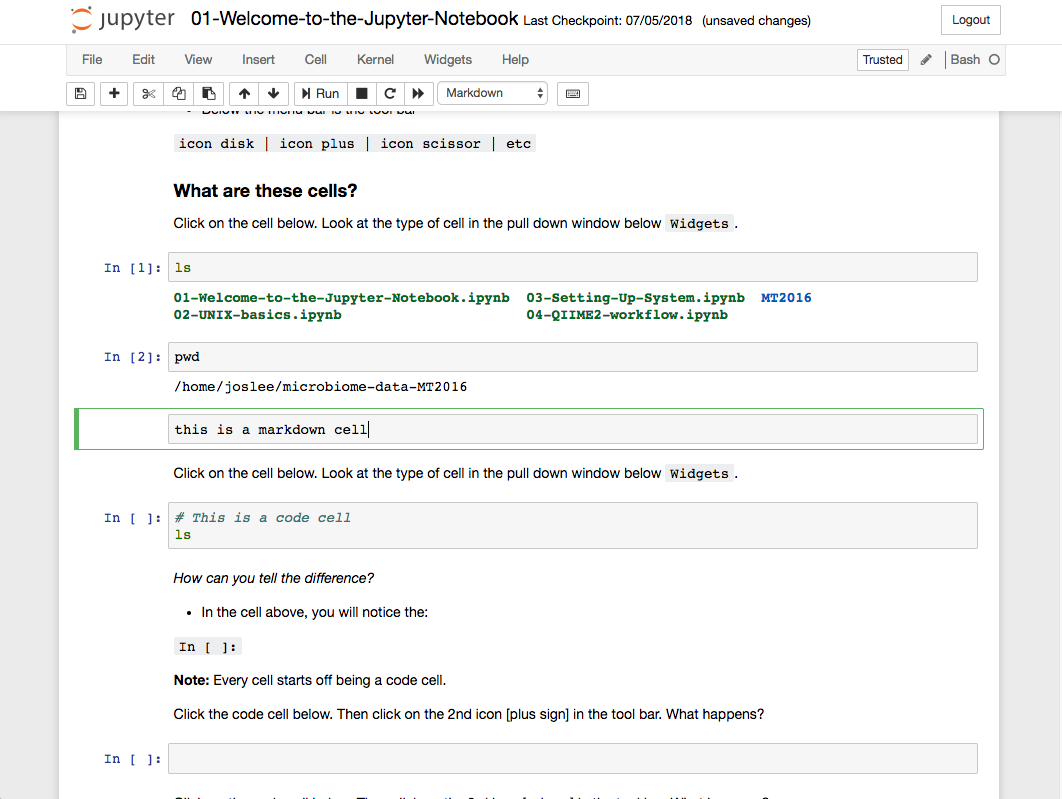 jupyter 01-Welcome-to-the-Jupyter-Notebook Last Checkpoint: 07/05/2018 (unsaved changes) Logout
File Edit View Insert Cell Kernel Widgets Help Trusted Bash
Run Markdown
Below the menu bar is the tool bar
icon disk | icon plus | icon scissor | etc
What are these cells?
Click on the cell below. Look at the type of cell in the pull down window below Widgets .
In [1]: ls
01-Welcome-to-the-Jupyter-Notebook.ipynb 03-Setting-Up-System.ipynb MT2016
02-UNIX-basics.ipynb 04-QIIME2-workflow.ipynb
In [2]: pwd
/home/joslee/microbiome-data-MT2016
this is a markdown cell
Click on the cell below. Look at the type of cell in the pull down window below Widgets .
In [ ]: # This is a code cell
ls
How can you tell the difference?
• In the cell above, you will notice the:
In [ ]:
Note: Every cell starts off being a code cell.
Click the code cell below. Then click on the 2nd icon [plus sign] in the tool bar. What happens?
In [ ]: